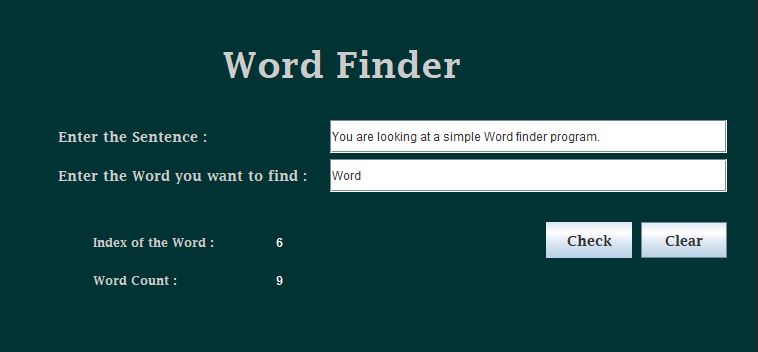 Word Finder
Enter the Sentence : You are looking at a simple Word finder program.
Enter the Word you want to find : Word
Index of the Word : 6 Check Clear
Word Count : 9